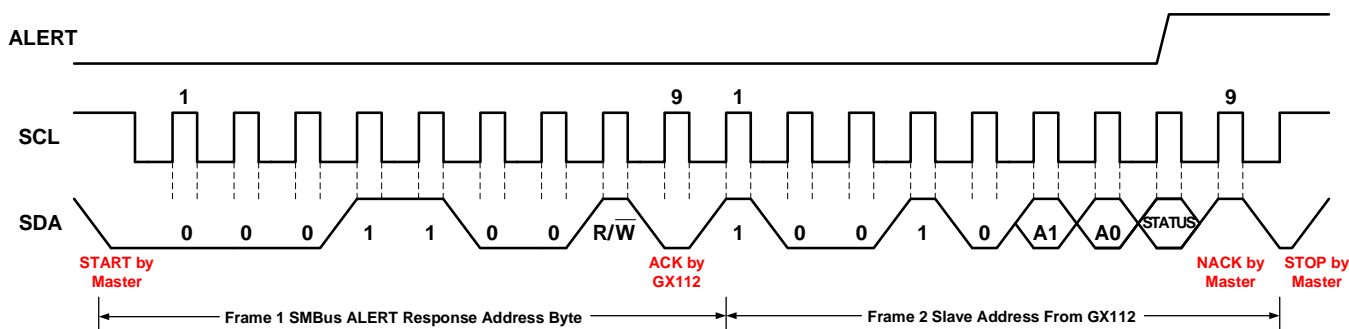 ALERT
1 9 1 9
SCL
SDA
0 0 0 1 1 0 0 R/W̅ 1 0 0 1 0 A1 A0 STATUS
START by Master
ACK by GX112
NACK by Master
STOP by Master
Frame 1 SMBus ALERT Response Address Byte
Frame 2 Slave Address From GX112